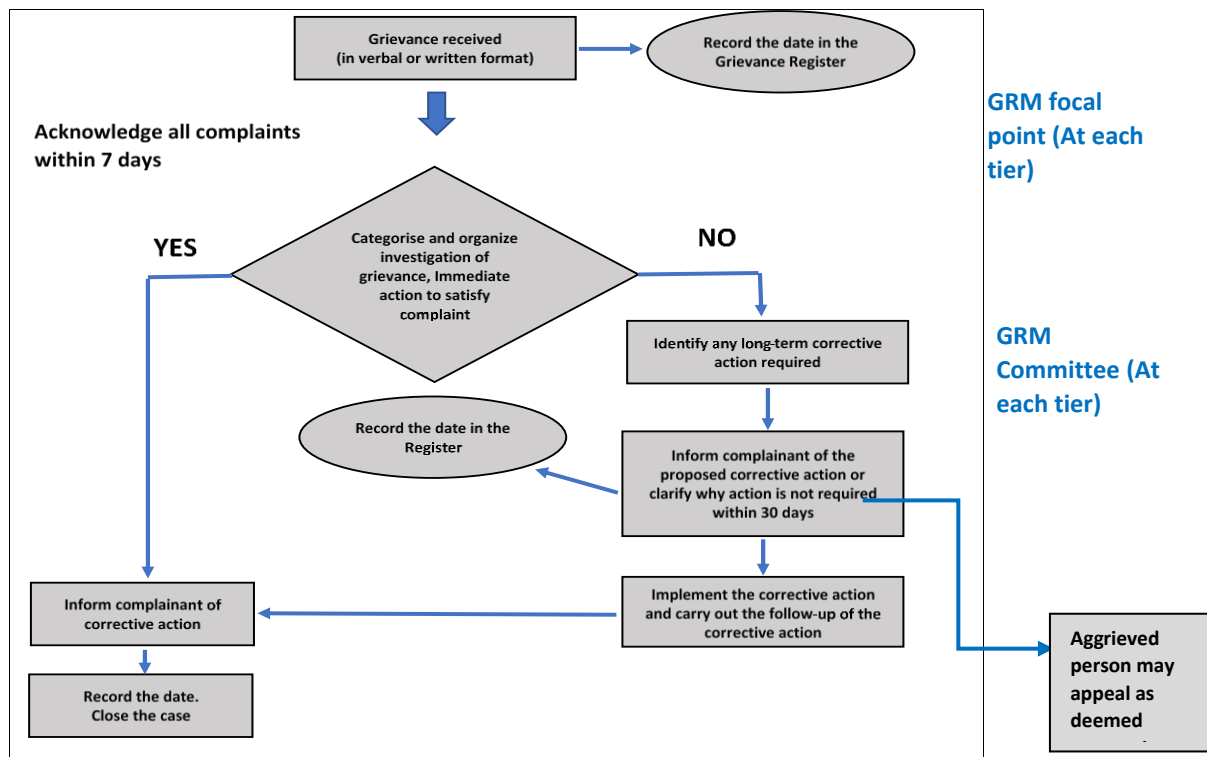 Grievance received
(in verbal or written format)
Record the date in the
Grievance Register
GRM focal
point (At each
tier)
Acknowledge all complaints
within 7 days
YES
NO
Categorise and organize
investigation of
grievance, Immediate
action to satisfy
complaint
Identify any long-term corrective
action required
GRM
Committee (At
each tier)
Record the date in the
Register
Inform complainant of the
proposed corrective action or
clarify why action is not required
within 30 days
Inform complainant of
corrective action
Implement the corrective action
and carry out the follow-up of the
corrective action
Record the date.
Close the case
Aggrieved
person may
appeal as
deemed